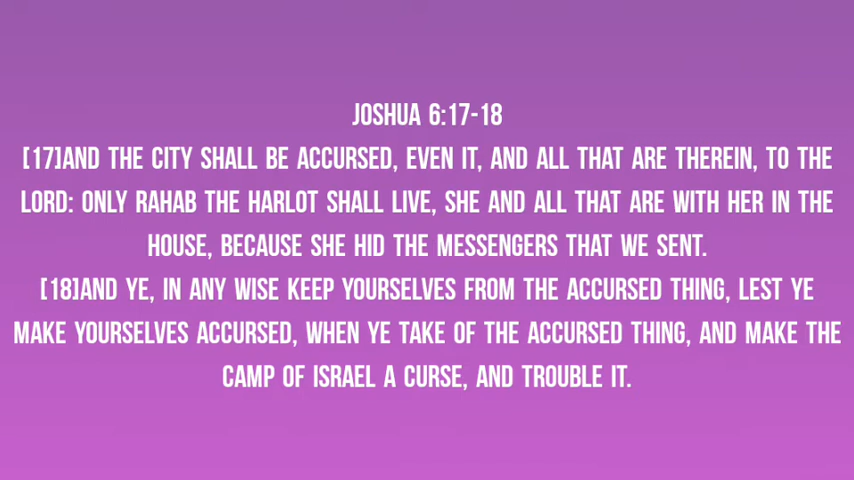 JOSHUA 6:17-18
[17]AND THE CITY SHALL BE ACCURSED, EVEN IT, AND ALL THAT ARE THEREIN, TO THE
LORD: ONLY RAHAB THE HARLOT SHALL LIVE, SHE AND ALL THAT ARE WITH HER IN THE
HOUSE, BECAUSE SHE HID THE MESSENGERS THAT WE SENT.
[18]AND YE, IN ANY WISE KEEP YOURSELVES FROM THE ACCURSED THING, LEST YE
MAKE YOURSELVES ACCURSED, WHEN YE TAKE OF THE ACCURSED THING, AND MAKE THE
CAMP OF ISRAEL A CURSE, AND TROUBLE IT.